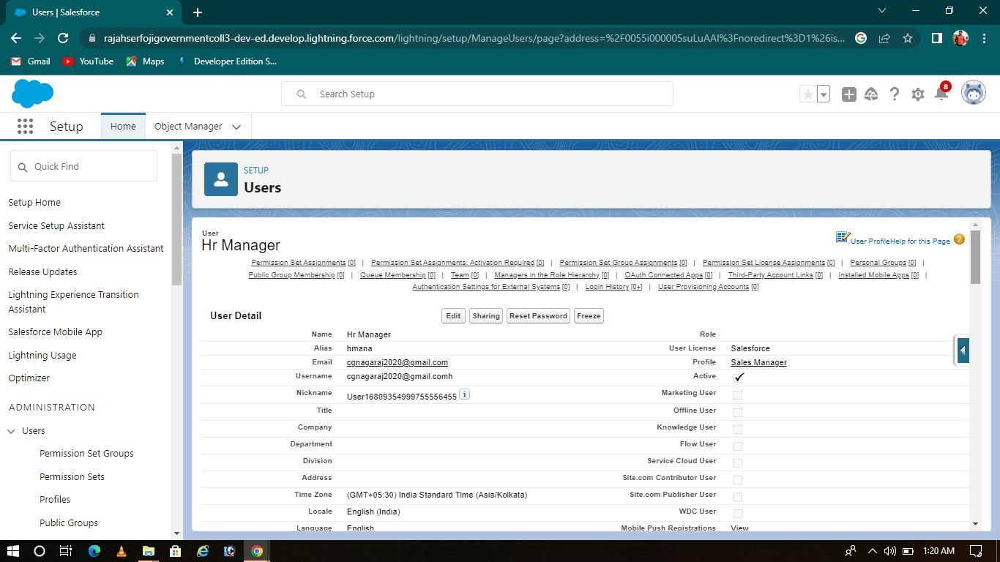 Users | Salesforce
rajahserfojigovernmentcoll3-dev-ed.develop.lightning.force.com/lightning/setup/ManageUsers/page?address=%2F0055i000005suLuAAI%3Fnoredirect%3D1%26is...
Gmail YouTube Maps Developer Edition S...
Search Setup
8
Setup Home Object Manager
Quick Find
Setup Home
Service Setup Assistant
Multi-Factor Authentication Assistant
Release Updates
Lightning Experience Transition
Assistant
Salesforce Mobile App
Lightning Usage
Optimizer
ADMINISTRATION
Users
Permission Set Groups
Permission Sets
Profiles
Public Groups
SETUP
Users
User
Hr Manager
User Profile Help for this Page ?
Permission Set Assignments [0] | Permission Set Assignments: Activation Required [0] | Permission Set Group Assignments [0] | Permission Set License Assignments [0] | Personal Groups [0] |
Public Group Membership [0] | Queue Membership [0] | Team [0] | Managers in the Role Hierarchy [0] | OAuth Connected Apps [0] | Third-Party Account Links [0] | Installed Mobile Apps [0] |
Authentication Settings for External Systems [0] | Login History [0+] | User Provisioning Accounts [0]
User Detail Edit Sharing Reset Password Freeze
Name Hr Manager Role
Alias hmana User License Salesforce
Email cgnagaraj2020@gmail.com Profile Sales Manager
Username cgnagaraj2020@gmail.comh Active
Nickname User16809354999755556455 i Marketing User
Title Offline User
Company Knowledge User
Department Flow User
Division Service Cloud User
Address Site.com Contributor User
Time Zone (GMT+05:30) India Standard Time (Asia/Kolkata) Site.com Publisher User
Locale English (India) WDC User
Language English Mobile Push Registrations View
1:20 AM